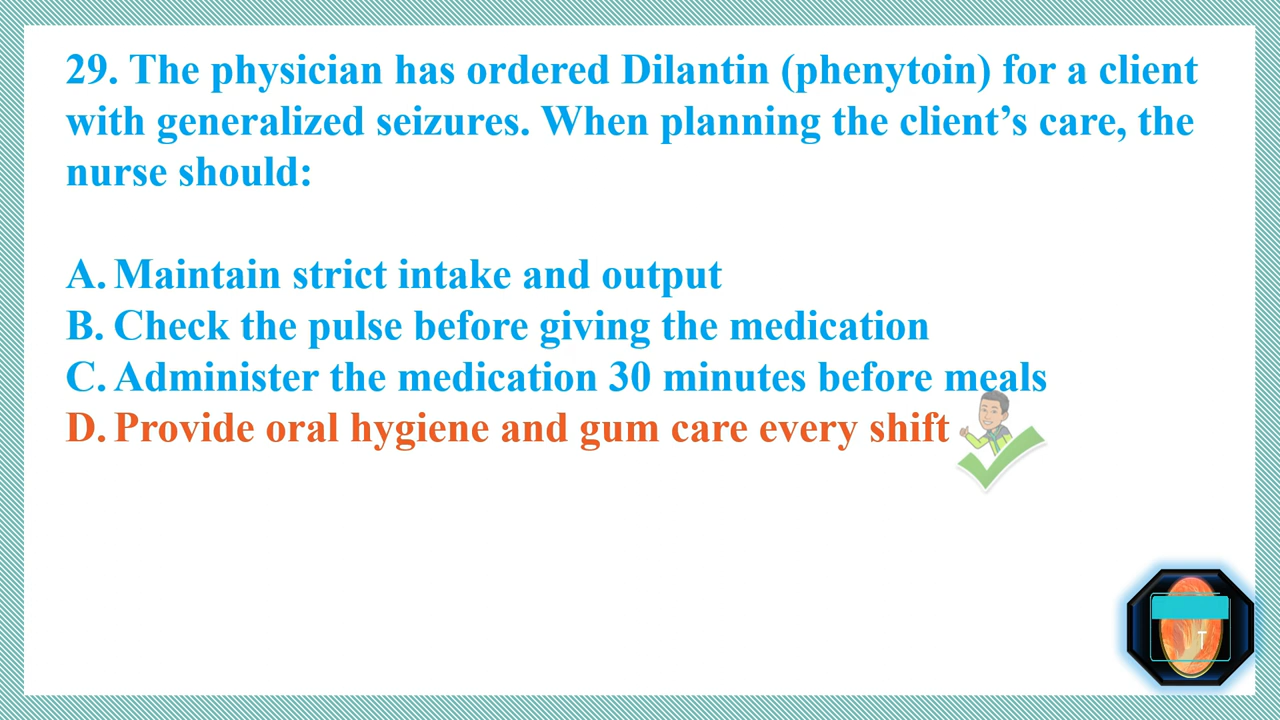 29. The physician has ordered Dilantin (phenytoin) for a client
with generalized seizures. When planning the client’s care, the
nurse should:
A. Maintain strict intake and output
B. Check the pulse before giving the medication
C. Administer the medication 30 minutes before meals
D. Provide oral hygiene and gum care every shift
T